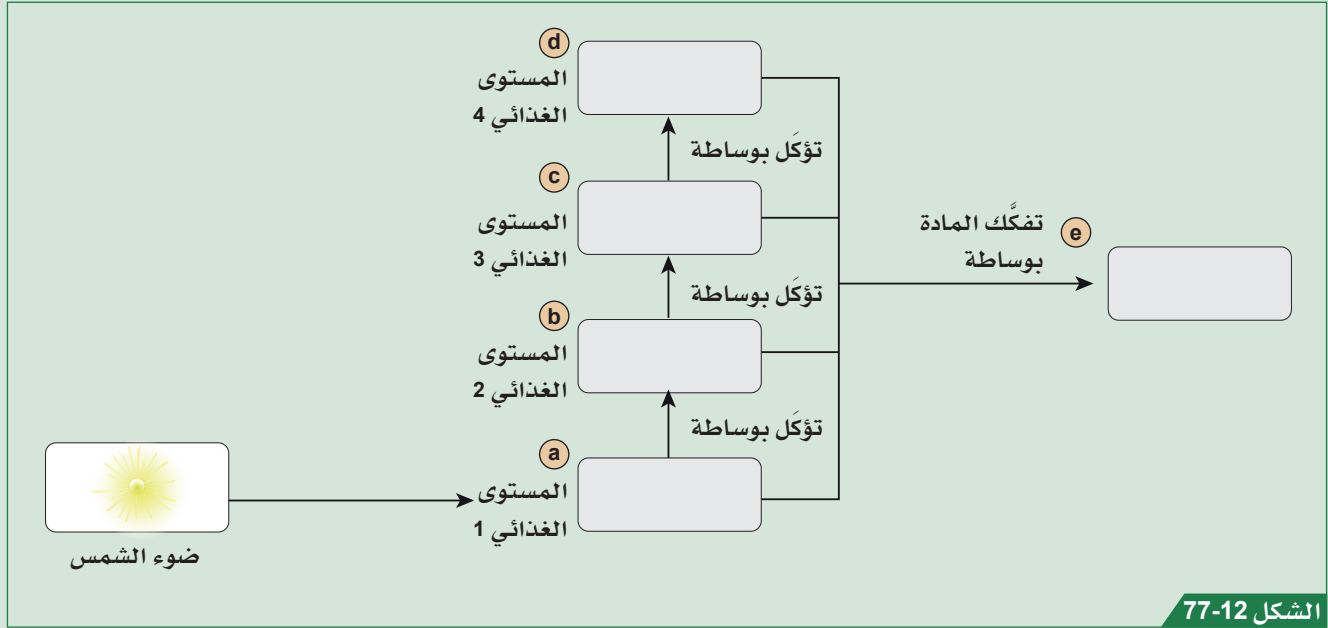 d
المستوى
الغذائي 4
تؤكَل بوساطة
c
المستوى
الغذائي 3
تؤكَل بوساطة
b
المستوى
الغذائي 2
تؤكَل بوساطة
a
المستوى
الغذائي 1
ضوء الشمس
e
تفكَّك المادة
بوساطة
الشكل 12-77